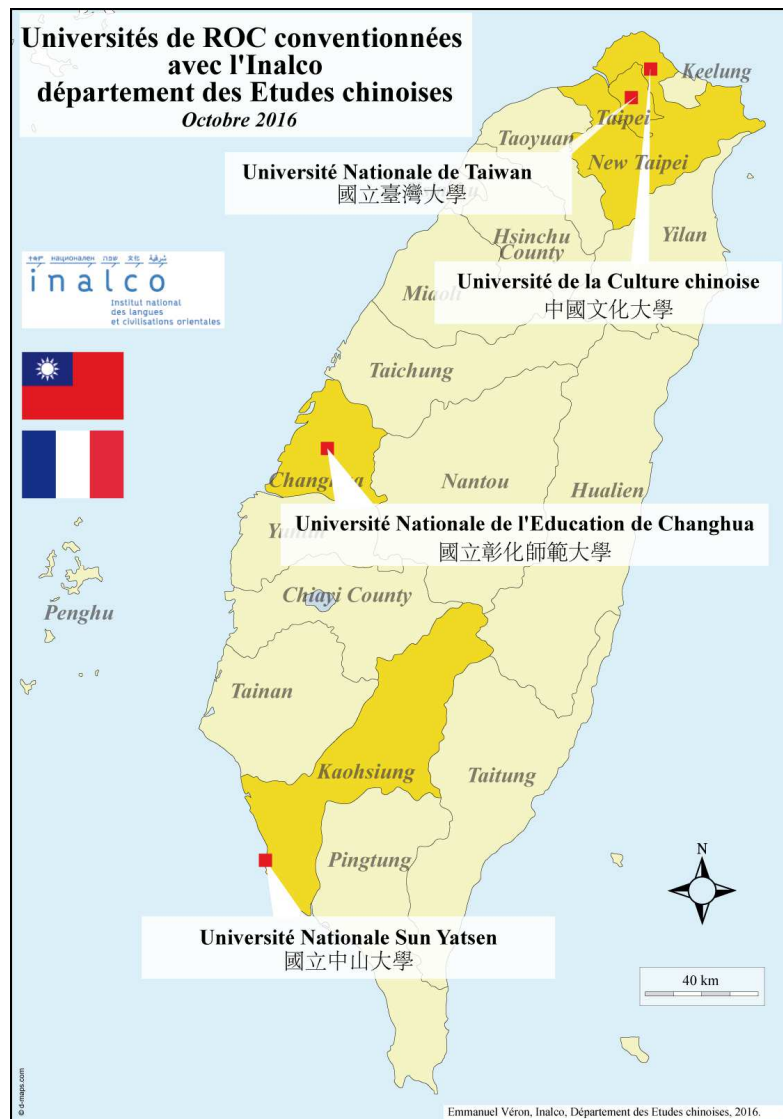 Universités de ROC conventionnées
avec l'Inalco
département des Etudes chinoises
Octobre 2016
Keelung
Taipei
Taoyuan
New Taipei
Université Nationale de Taiwan
國立臺灣大學
Hsinchu
County
Yilan
Université de la Culture chinoise
中國文化大學
Miaoli
inalco
Institut national
des langues
et civilisations orientales
Taichung
Changhua
Nantou
Hualien
Université Nationale de l'Education de Changhua
國立彰化師範大學
Yunlin
Chiayi County
Penghu
Tainan
Kaohsiung
Taitung
Pingtung
N
Université Nationale Sun Yatsen
國立中山大學
40 km
© d-maps.com
Emmanuel Véron, Inalco, Département des Etudes chinoises, 2016.